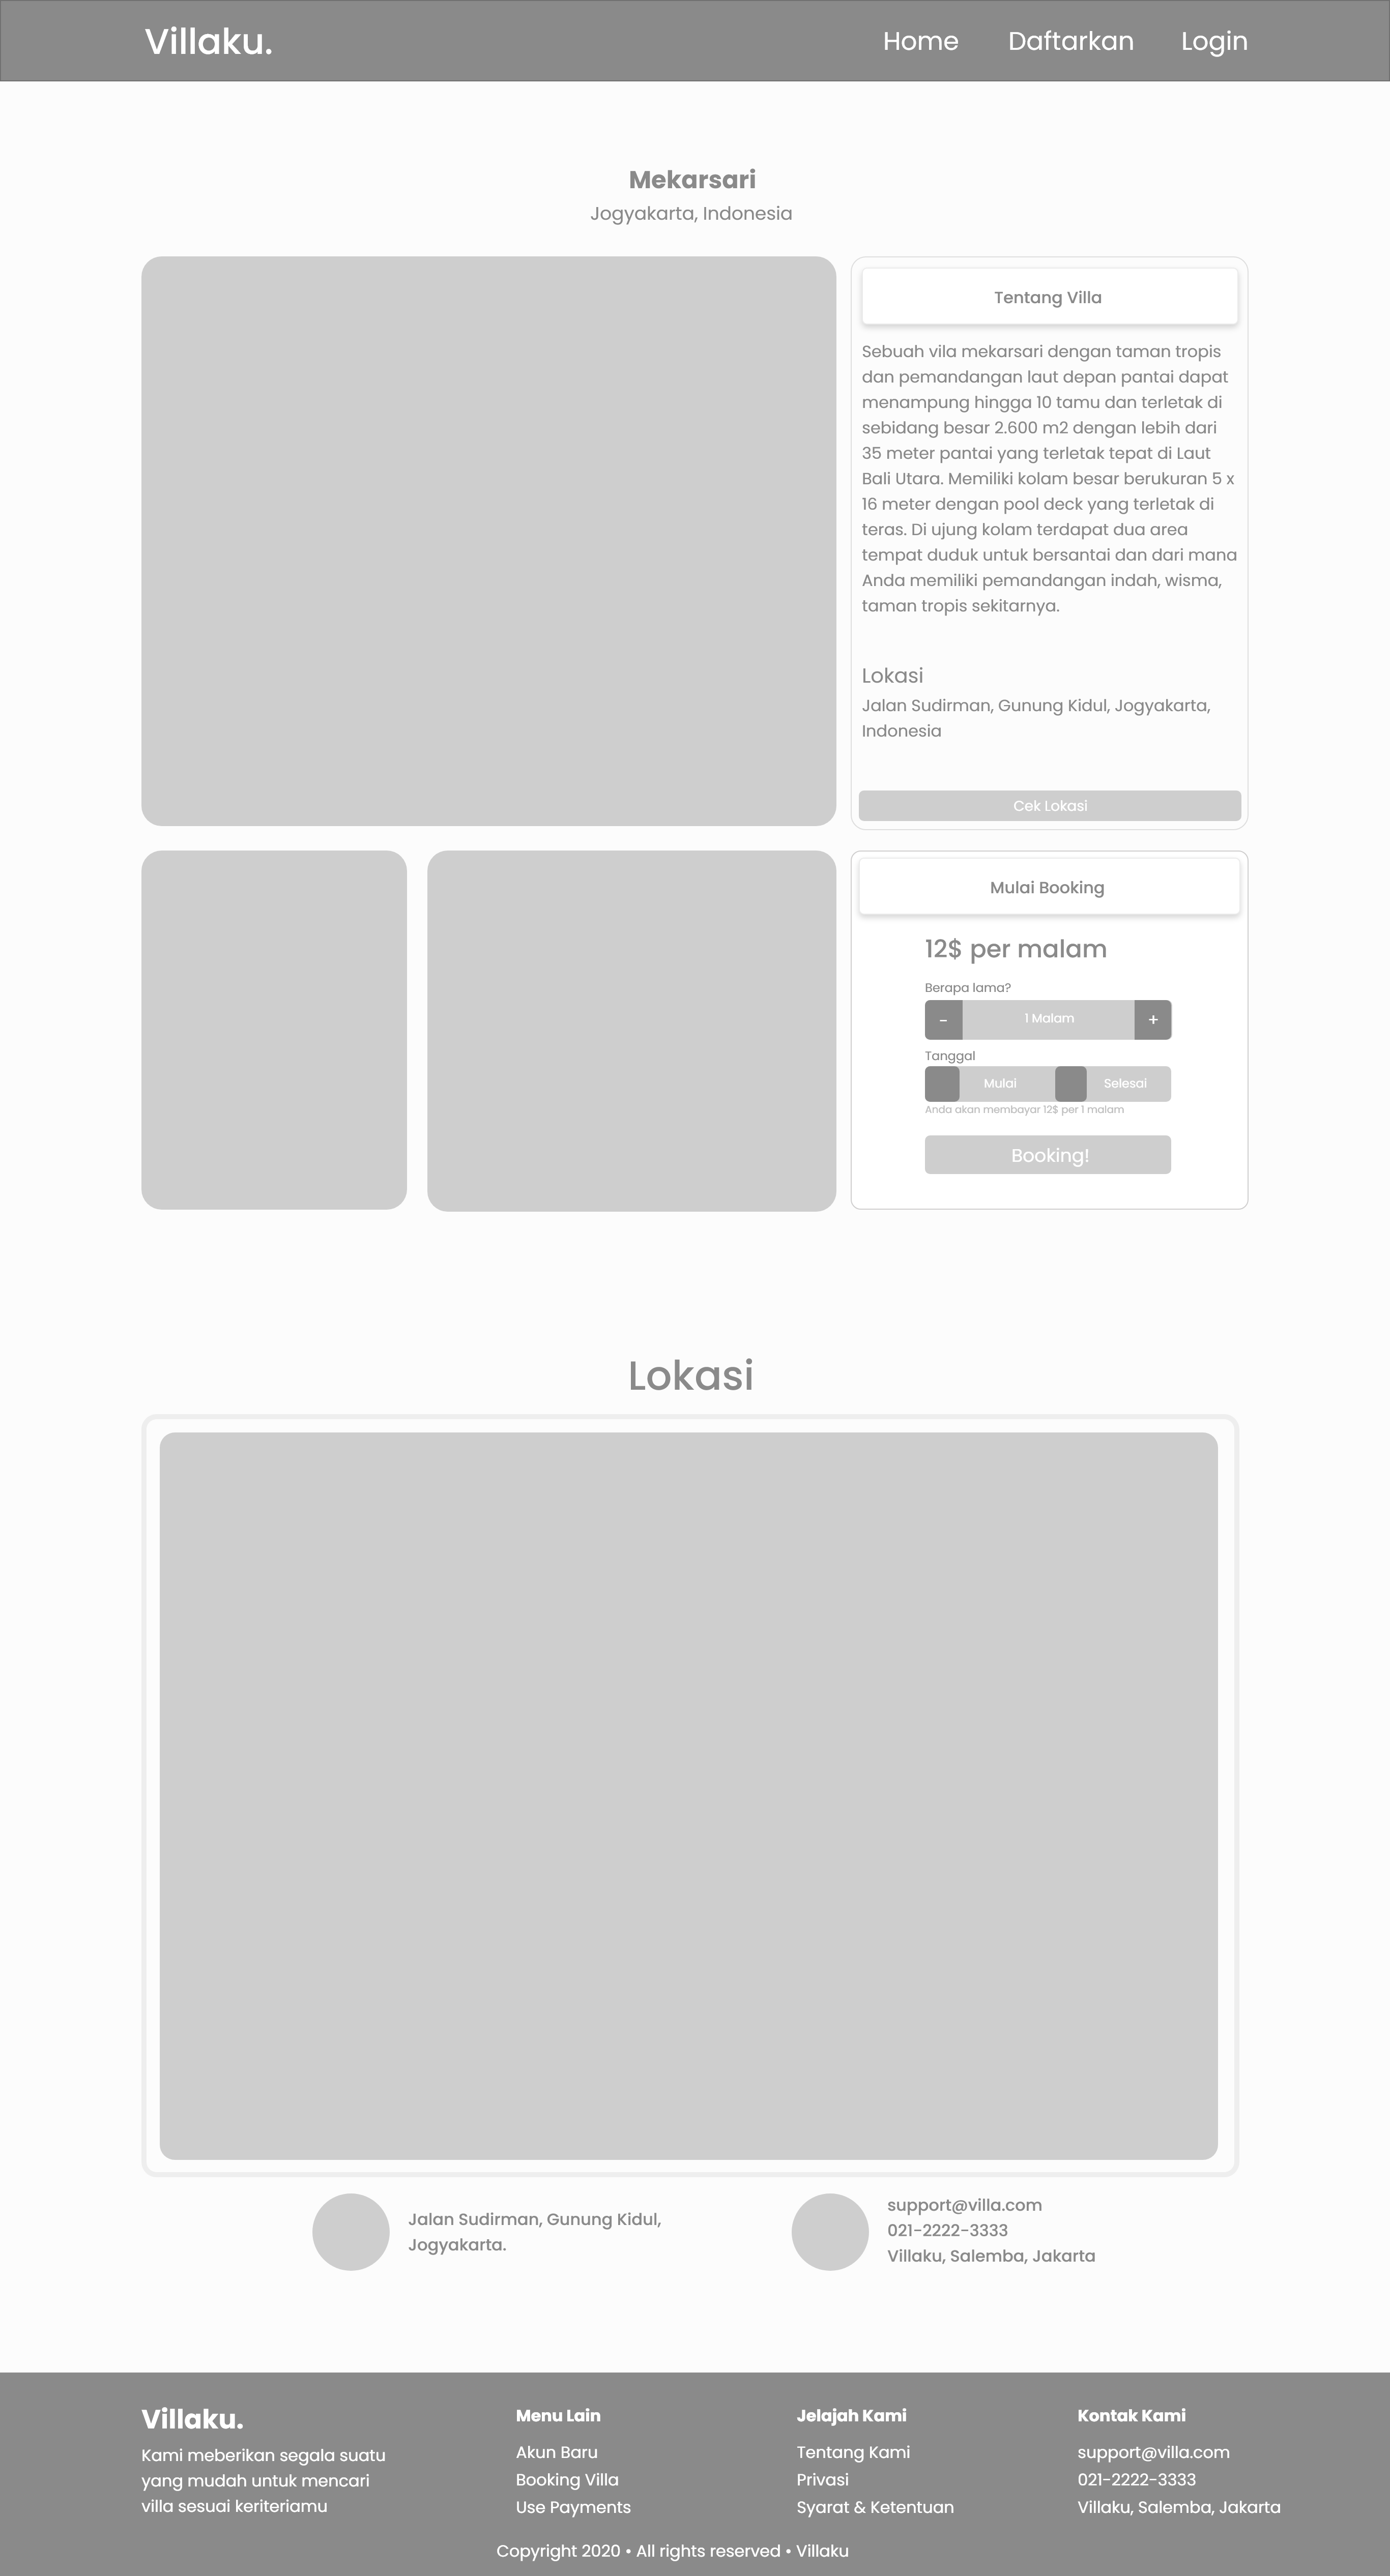 Villaku.
Home
Daftarkan
Login
Mekarsari
Jogyakarta, Indonesia
Tentang Villa
Sebuah vila mekarsari dengan taman tropis
dan pemandangan laut depan pantai dapat
menampung hingga 10 tamu dan terletak di
sebidang besar 2.600 m2 dengan lebih dari
35 meter pantai yang terletak tepat di Laut
Bali Utara. Memiliki kolam besar berukuran 5 x
16 meter dengan pool deck yang terletak di
teras. Di ujung kolam terdapat dua area
tempat duduk untuk bersantai dan dari mana
Anda memiliki pemandangan indah, wisma,
taman tropis sekitarnya.
Lokasi
Jalan Sudirman, Gunung Kidul, Jogyakarta,
Indonesia
Cek Lokasi
Mulai Booking
12$ per malam
Berapa lama?
- 1 Malam +
Tanggal
Mulai
Selesai
Anda akan membayar 12$ per 1 malam
Booking!
Lokasi
Jalan Sudirman, Gunung Kidul,
Jogyakarta.
support@villa.com
021-2222-3333
Villaku, Salemba, Jakarta
Villaku.
Kami meberikan segala suatu
yang mudah untuk mencari
villa sesuai keriteriamu
Menu Lain
Akun Baru
Booking Villa
Use Payments
Jelajah Kami
Tentang Kami
Privasi
Syarat & Ketentuan
Kontak Kami
support@villa.com
021-2222-3333
Villaku, Salemba, Jakarta
Copyright 2020 • All rights reserved • Villaku